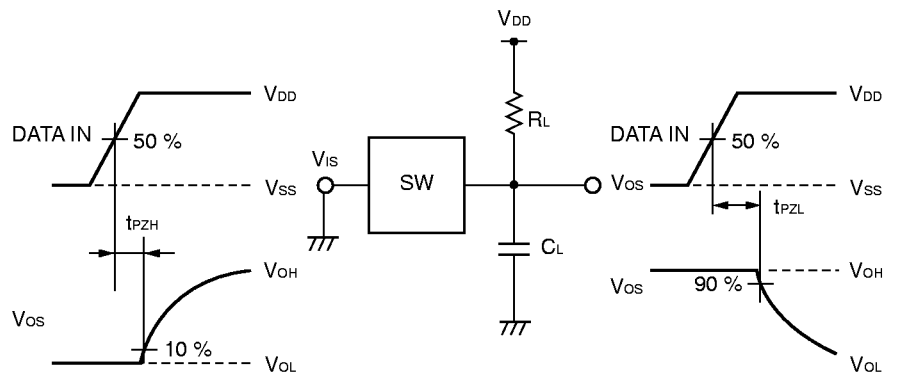 VDD
VDD
DATA IN
50 %
VSS
tPZH
VOH
VOS
10 %
VOL
VDD
RL
VIS
SW
VOS
CL
VDD
DATA IN
50 %
VSS
tPZL
VOH
VOS
90 %
VOL